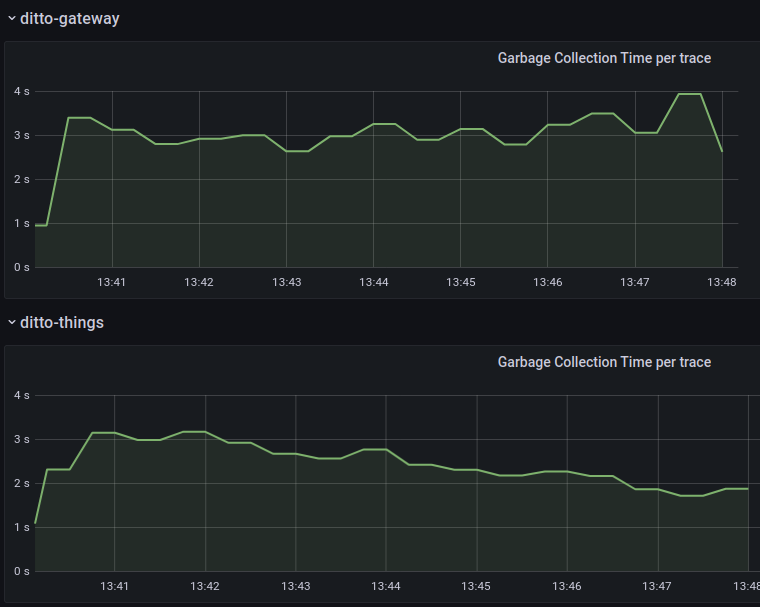 ditto-gateway
Garbage Collection Time per trace
4 s
3 s
2 s
1 s
0 s
13:41 13:42 13:43 13:44 13:45 13:46 13:47 13:48
ditto-things
Garbage Collection Time per trace
4 s
3 s
2 s
1 s
0 s
13:41 13:42 13:43 13:44 13:45 13:46 13:47 13:48